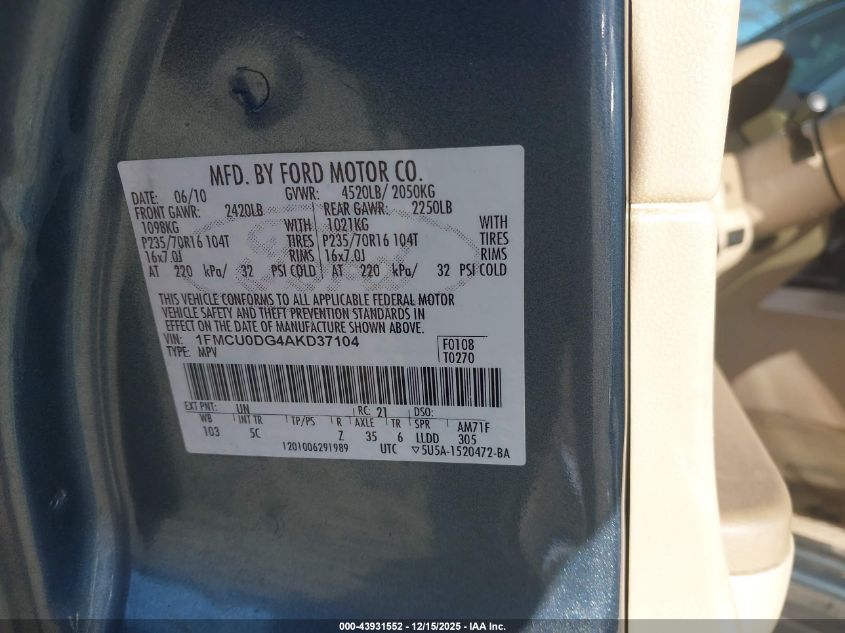 MFD. BY FORD MOTOR CO.
DATE: 06/10 GVWR: 4520LB/ 2050KG
FRONT GAWR: 2420LB REAR GAWR: 2250LB
1098KG WITH 1021KG WITH
P235/70R16 104T TIRES P235/70R16 104T TIRES
16x7.0J RIMS 16x7.0J RIMS
AT 220 kPa/ 32 PSI COLD AT 220 kPa/ 32 PSI COLD
THIS VEHICLE CONFORMS TO ALL APPLICABLE FEDERAL MOTOR
VEHICLE SAFETY AND THEFT PREVENTION STANDARDS IN
EFFECT ON THE DATE OF MANUFACTURE SHOWN ABOVE.
VIN: 1FMCU0DG4AKD37104 F0108
TYPE: MPV T0270
EXT PNT: UN RC: 21 DSO:
WB INT TR TP/PS R AXLE TR SPR AM71F
103 5C Z 35 6 LLDD 305
1201006291989 UTC ▽5U5A-1520472-BA
000-43931552 - 12/15/2025 - IAA Inc.